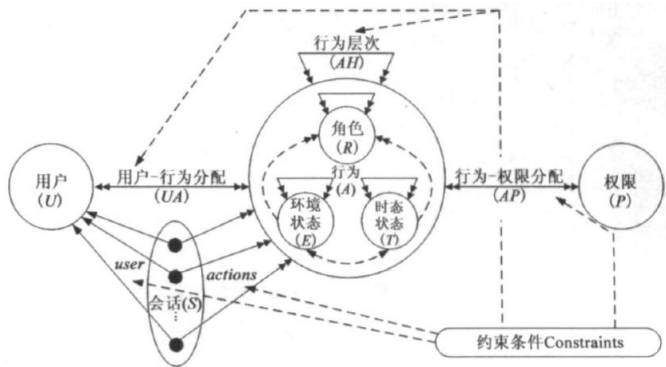 行为层次
(AH)
角色
(R)
用户
(U)
用户-行为分配
(UA)
行为
(A)
环境
状态
(E)
时态
状态
(T)
行为-权限分配
(AP)
权限
(P)
user
actions
会话(S)
⋮
约束条件Constraints